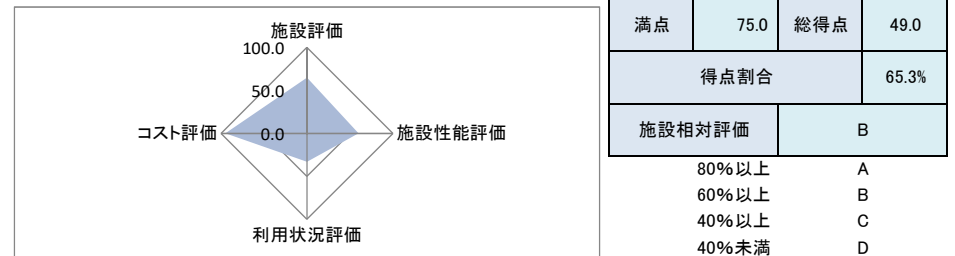 施設評価
100.0
50.0
0.0
コスト評価
施設性能評価
利用状況評価
満点 75.0 総得点 49.0
得点割合 65.3%
施設相対評価 B
80%以上 A
60%以上 B
40%以上 C
40%未満 D